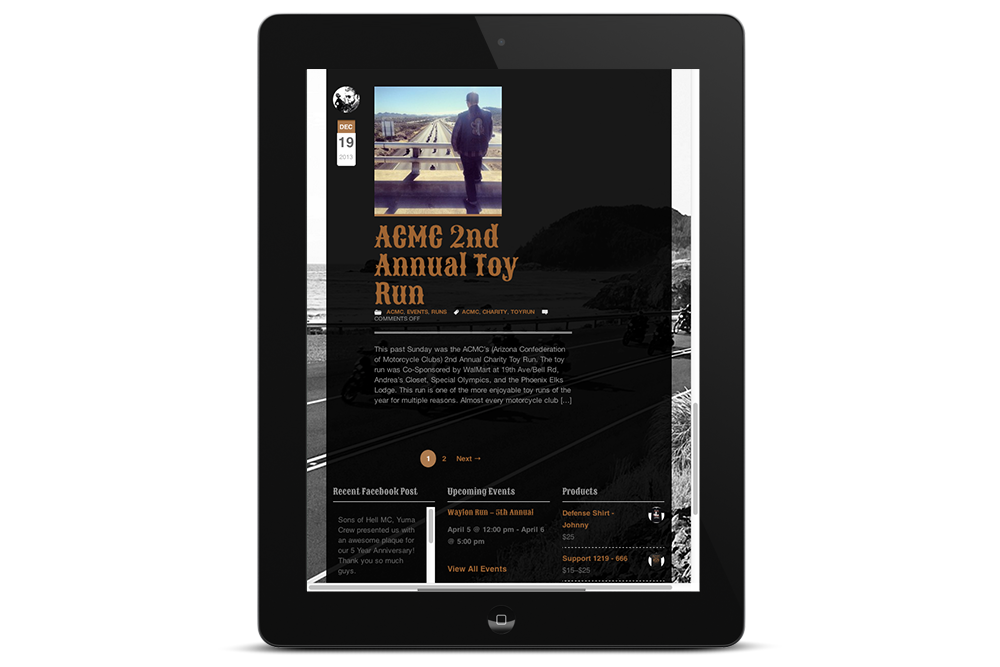 DEC
19
2013
ACMC 2nd
Annual Toy
Run
ACMC, EVENTS, RUNS ACMC, CHARITY, TOYRUN
COMMENTS OFF
This past Sunday was the ACMC's (Arizona Confederation
of Motorcycle Clubs) 2nd Annual Charity Toy Run. The toy
run was Co-Sponsored by WalMart at 19th Ave/Bell Rd,
Andrea's Closet, Special Olympics, and the Phoenix Elks
Lodge. This run is one of the more enjoyable toy runs of the
year for multiple reasons. Almost every motorcycle club [...]
1 2 Next →
Recent Facebook Post
Sons of Hell MC, Yuma
Crew presented us with
an awesome plaque for
our 5 Year Anniversary!
Thank you so much
guys.
Upcoming Events
Waylon Run – 5th Annual
April 5 @ 12:00 pm - April 6
@ 5:00 pm
View All Events
Products
Defense Shirt -
Johnny
$25
Support 1219 - 666
$15–$25